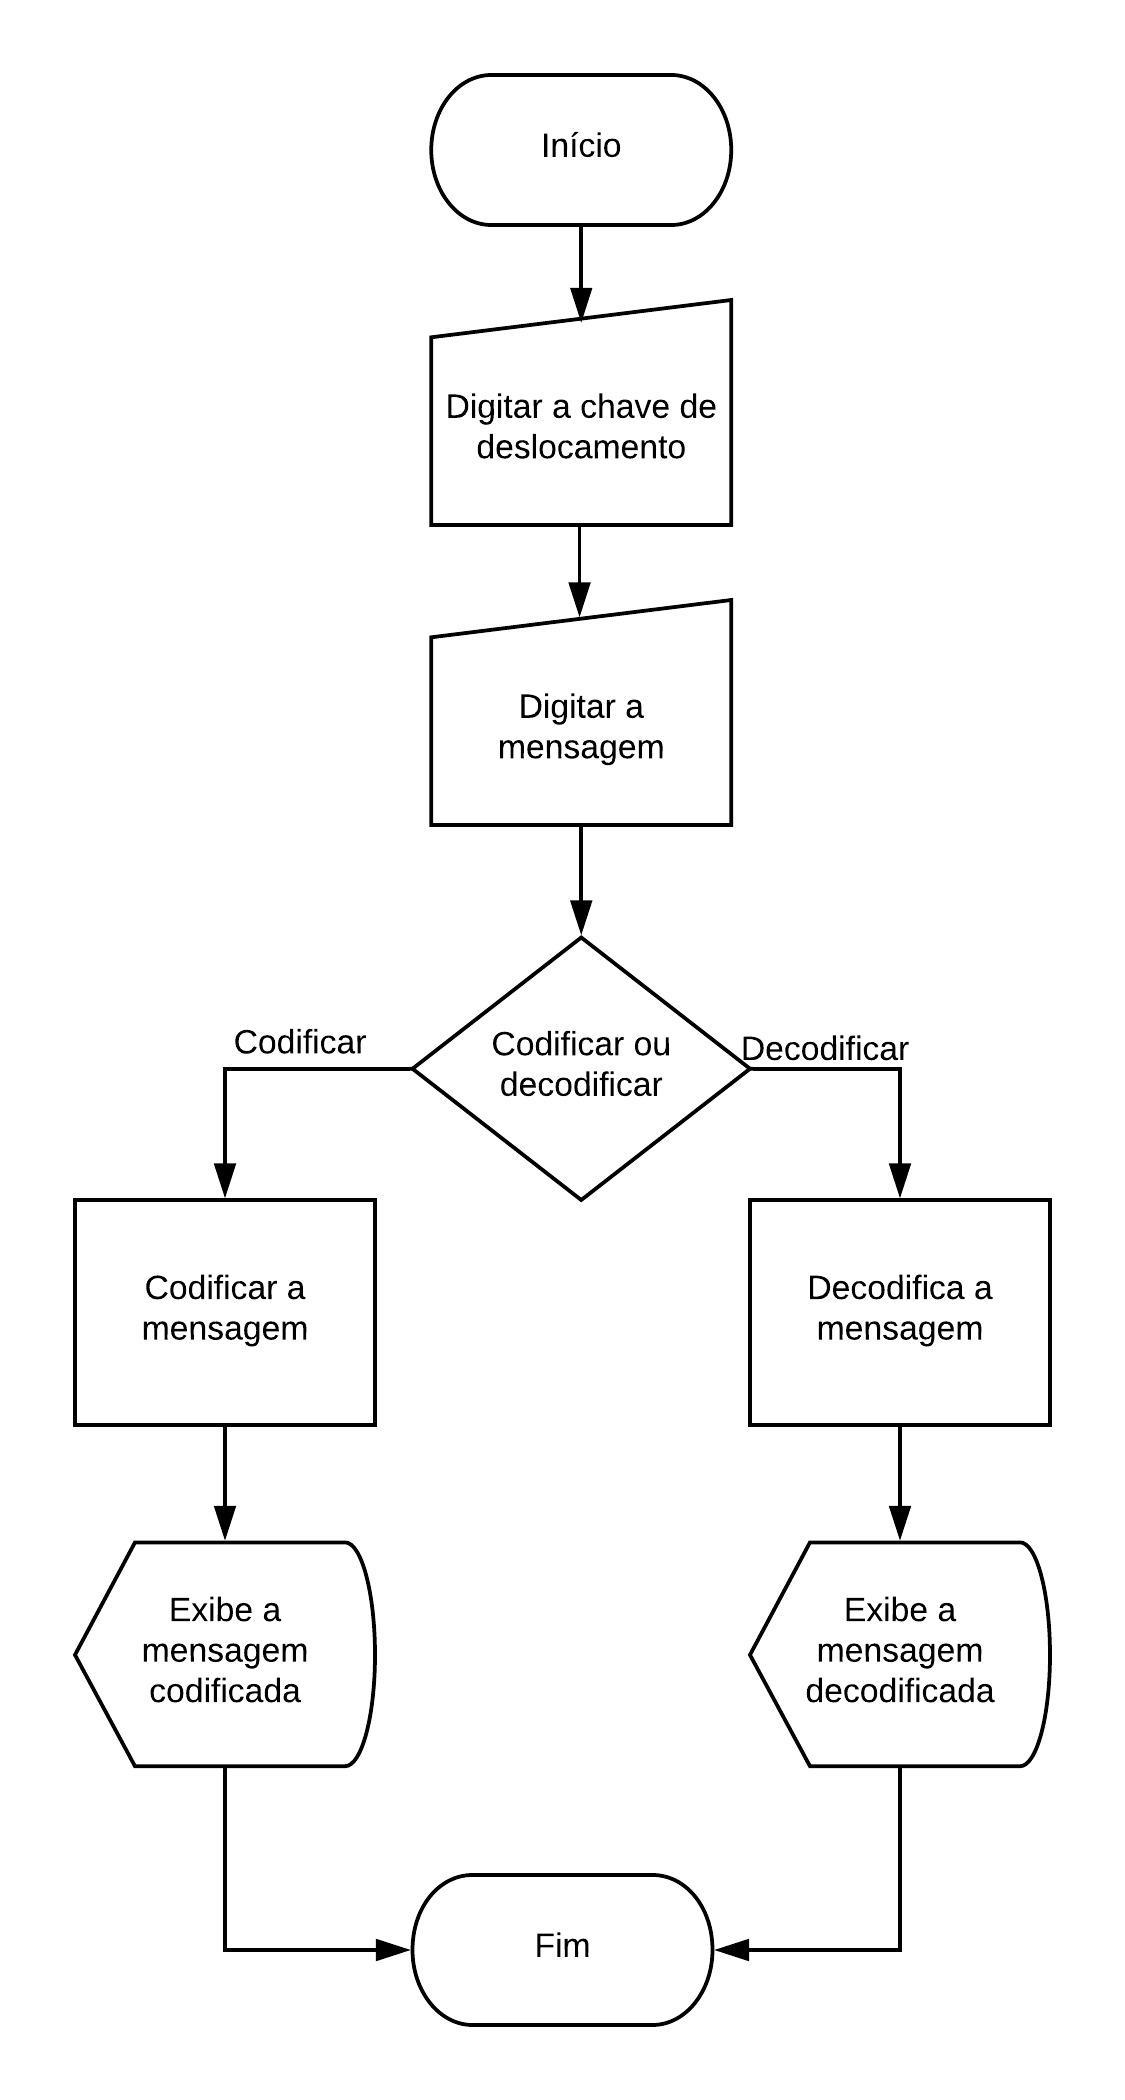 Início
Digitar a chave de
deslocamento
Digitar a
mensagem
Codificar ou
decodificar
Codificar
Decodificar
Codificar a
mensagem
Decodifica a
mensagem
Exibe a
mensagem
codificada
Exibe a
mensagem
decodificada
Fim